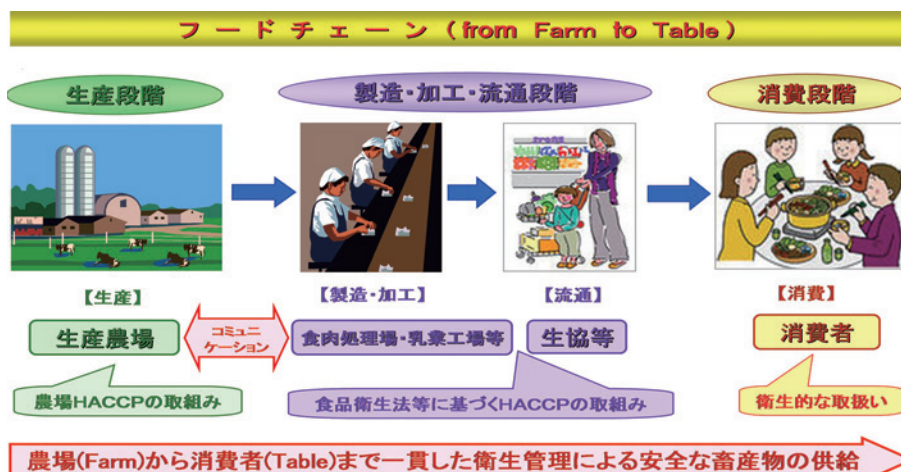 フードチェーン(from Farm to Table)
生産段階
製造・加工・流通段階
消費段階
【生産】
【製造・加工】
【流通】
【消費】
生産農場
コミュニ
ケーション
食肉処理場・乳業工場等
生協等
消費者
農場HACCPの取組み
食品衛生法等に基づくHACCPの取組み
衛生的な取扱い
農場(Farm)から消費者(Table)まで一貫した衛生管理による安全な畜産物の供給